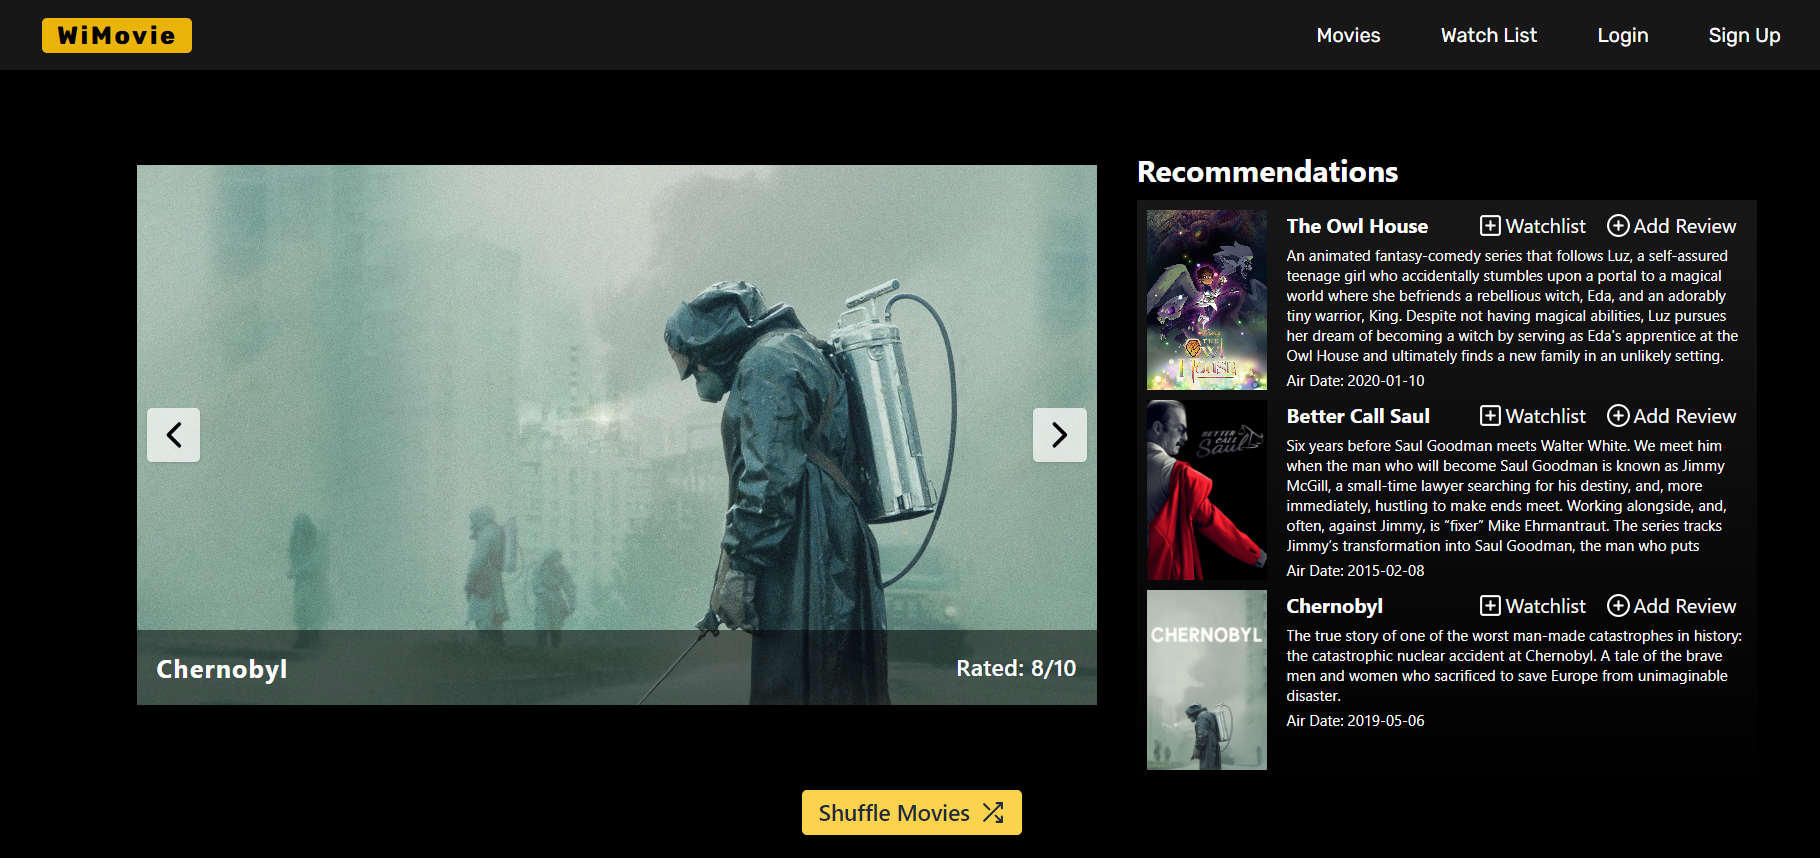 WiMovie
Movies Watch List Login Sign Up
Chernobyl
Rated: 8/10
Recommendations
The Owl House Watchlist Add Review
An animated fantasy-comedy series that follows Luz, a self-assured
teenage girl who accidentally stumbles upon a portal to a magical
world where she befriends a rebellious witch, Eda, and an adorably
tiny warrior, King. Despite not having magical abilities, Luz pursues
her dream of becoming a witch by serving as Eda's apprentice at the
Owl House and ultimately finds a new family in an unlikely setting.
Air Date: 2020-01-10
THE
Owl
House
Better Call Saul Watchlist Add Review
Six years before Saul Goodman meets Walter White. We meet him
when the man who will become Saul Goodman is known as Jimmy
McGill, a small-time lawyer searching for his destiny, and, more
immediately, hustling to make ends meet. Working alongside, and,
often, against Jimmy, is “fixer” Mike Ehrmantraut. The series tracks
Jimmy’s transformation into Saul Goodman, the man who puts
Air Date: 2015-02-08
BETTER
CALL
Saul
Chernobyl Watchlist Add Review
The true story of one of the worst man-made catastrophes in history:
the catastrophic nuclear accident at Chernobyl. A tale of the brave
men and women who sacrificed to save Europe from unimaginable
disaster.
Air Date: 2019-05-06
CHERNOBYL
Shuffle Movies